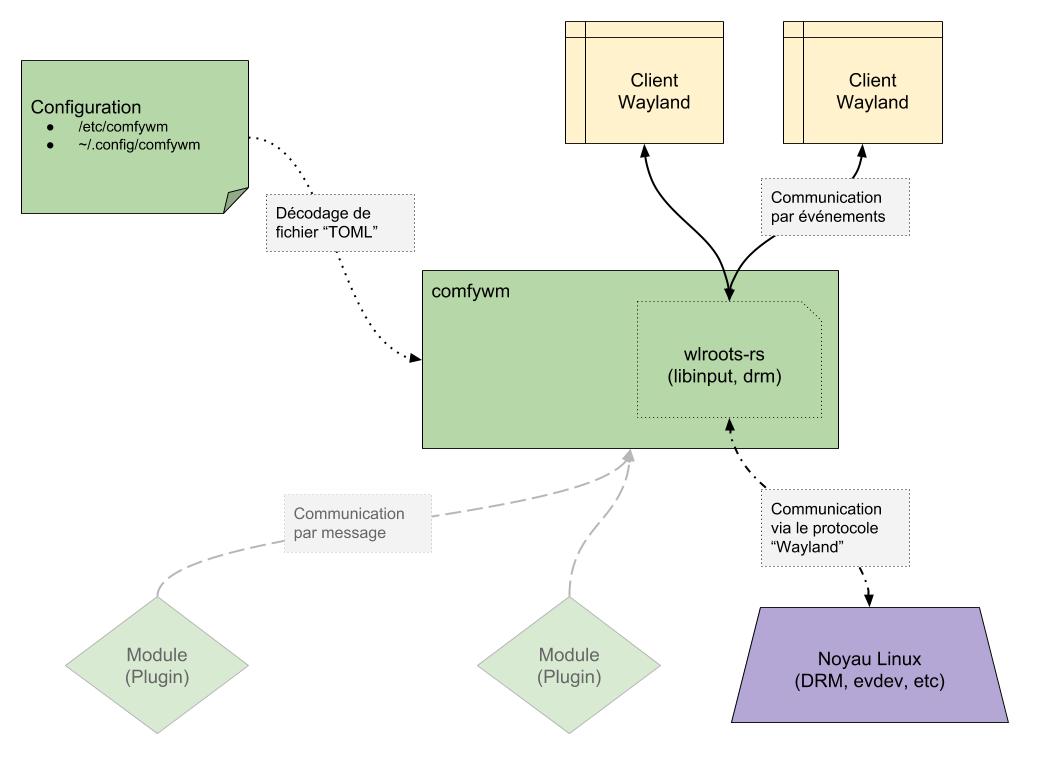 Client
Wayland
Client
Wayland
Configuration
● /etc/comfywm
● ~/.config/comfywm
Communication
par événements
Décodage de
fichier “TOML”
comfywm
wlroots-rs
(libinput, drm)
Communication
par message
Communication
via le protocole
“Wayland”
Module
(Plugin)
Module
(Plugin)
Noyau Linux
(DRM, evdev, etc)